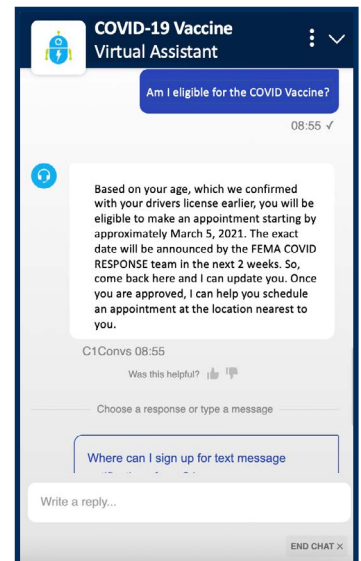 COVID-19 Vaccine
Virtual Assistant
Am I eligible for the COVID Vaccine?
08:55 ✓
Based on your age, which we confirmed
with your drivers license earlier, you will be
eligible to make an appointment starting by
approximately March 5, 2021. The exact
date will be announced by the FEMA COVID
RESPONSE team in the next 2 weeks. So,
come back here and I can update you. Once
you are approved, I can help you schedule
an appointment at the location nearest to
you.
C1Convs 08:55
Was this helpful?
Choose a response or type a message
Where can I sign up for text message
Write a reply...
END CHAT ×